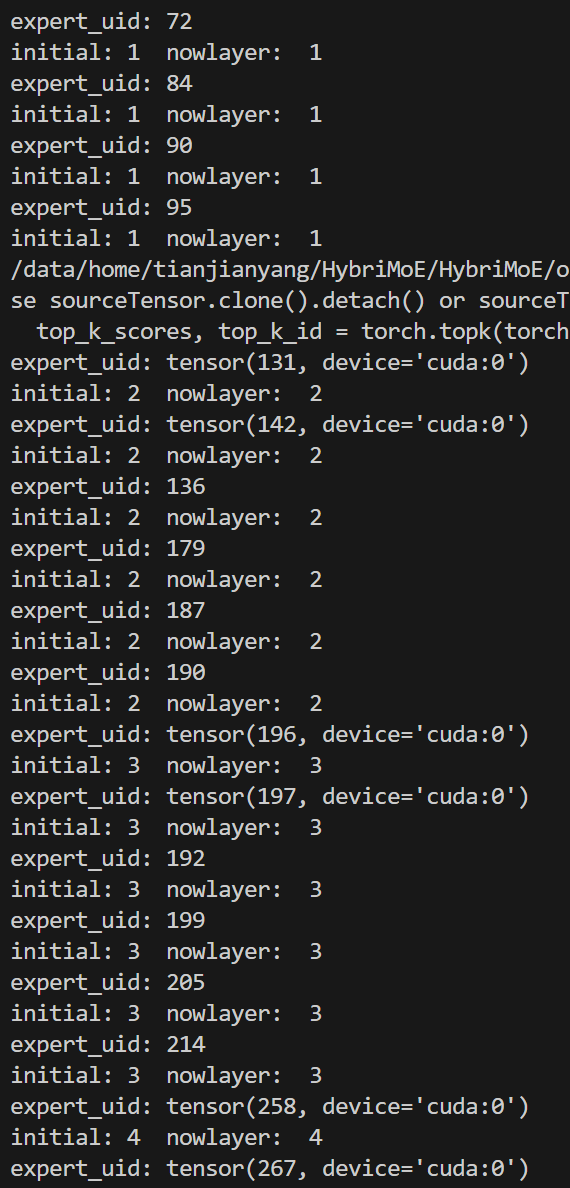 expert_uid: 72
initial: 1  nowlayer:  1
expert_uid: 84
initial: 1  nowlayer:  1
expert_uid: 90
initial: 1  nowlayer:  1
expert_uid: 95
initial: 1  nowlayer:  1
/data/home/tianjianyang/HybriMoE/HybriMoE/o
se sourceTensor.clone().detach() or sourceT
  top_k_scores, top_k_id = torch.topk(torch
expert_uid: tensor(131, device='cuda:0')
initial: 2  nowlayer:  2
expert_uid: tensor(142, device='cuda:0')
initial: 2  nowlayer:  2
expert_uid: 136
initial: 2  nowlayer:  2
expert_uid: 179
initial: 2  nowlayer:  2
expert_uid: 187
initial: 2  nowlayer:  2
expert_uid: 190
initial: 2  nowlayer:  2
expert_uid: tensor(196, device='cuda:0')
initial: 3  nowlayer:  3
expert_uid: tensor(197, device='cuda:0')
initial: 3  nowlayer:  3
expert_uid: 192
initial: 3  nowlayer:  3
expert_uid: 199
initial: 3  nowlayer:  3
expert_uid: 205
initial: 3  nowlayer:  3
expert_uid: 214
initial: 3  nowlayer:  3
expert_uid: tensor(258, device='cuda:0')
initial: 4  nowlayer:  4
expert_uid: tensor(267, device='cuda:0')